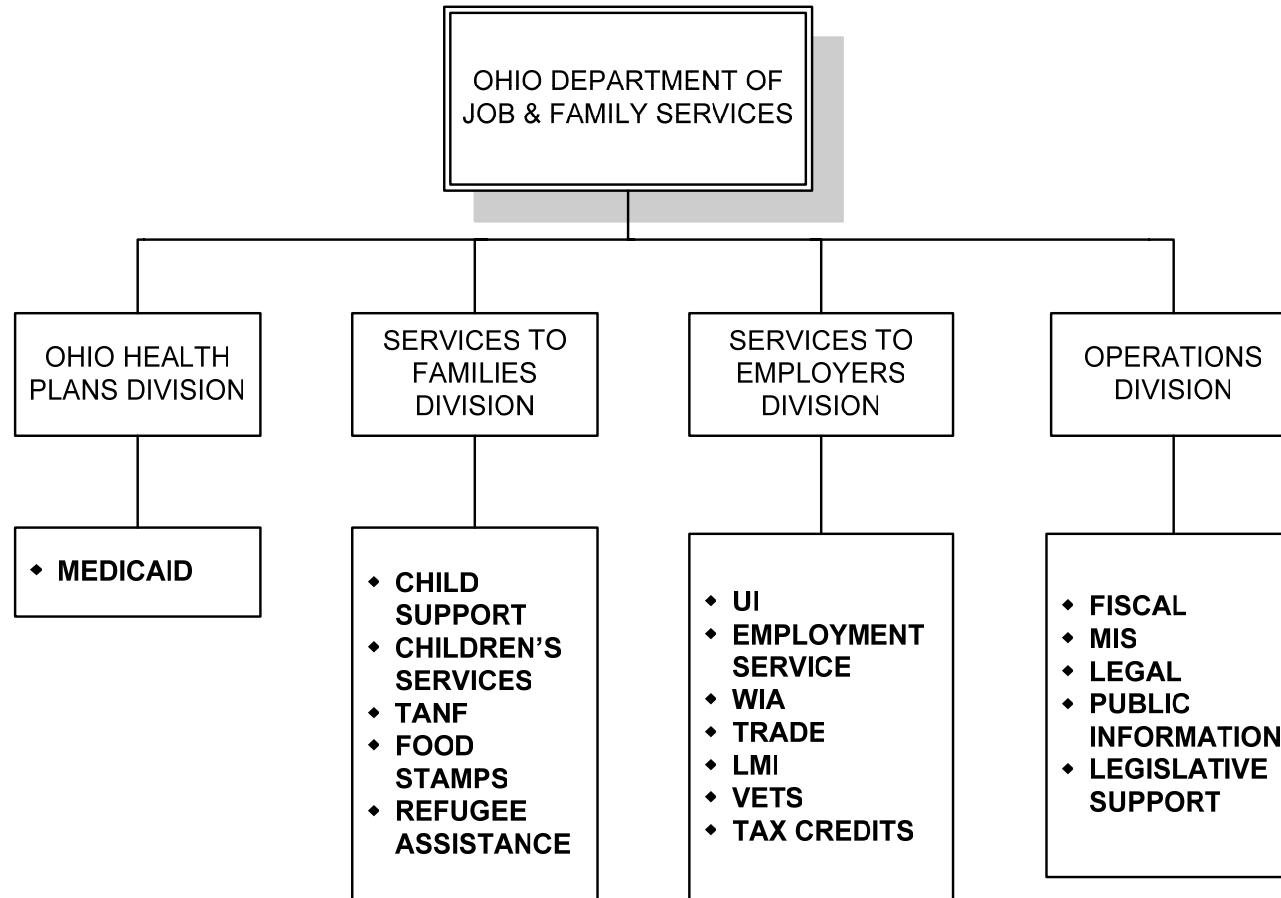 OHIO DEPARTMENT OF
JOB & FAMILY SERVICES
OHIO HEALTH
PLANS DIVISION
SERVICES TO
FAMILIES
DIVISION
SERVICES TO
EMPLOYERS
DIVISION
OPERATIONS
DIVISION
◆ MEDICAID
◆ CHILD
SUPPORT
◆ CHILDREN’S
SERVICES
◆ TANF
◆ FOOD
STAMPS
◆ REFUGEE
ASSISTANCE
◆ UI
◆ EMPLOYMENT
SERVICE
◆ WIA
◆ TRADE
◆ LMI
◆ VETS
◆ TAX CREDITS
◆ FISCAL
◆ MIS
◆ LEGAL
◆ PUBLIC
INFORMATION
◆ LEGISLATIVE
SUPPORT